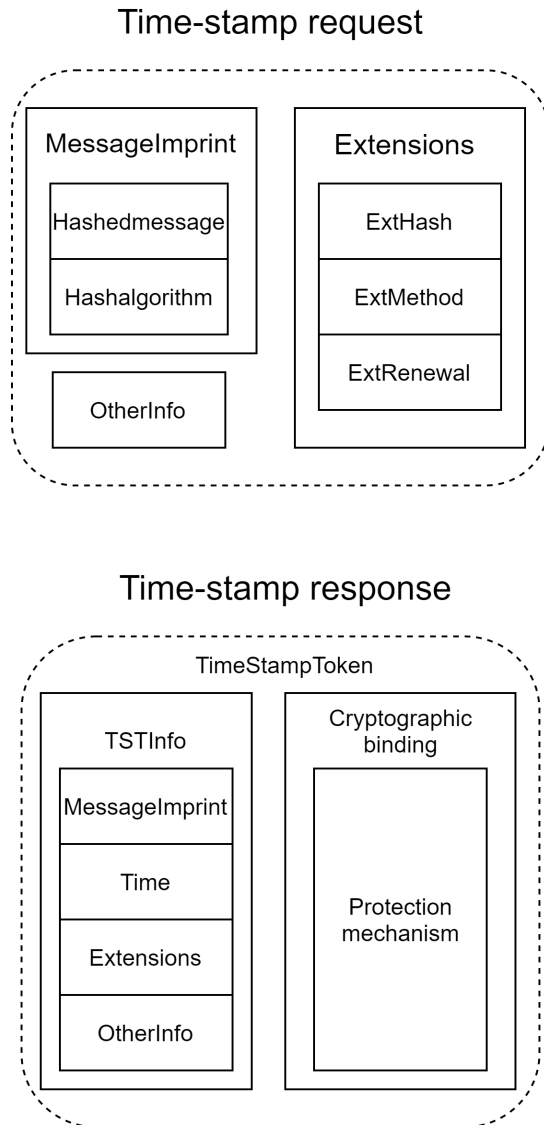 Time-stamp request
MessageImprint
Hashedmessage
Hashalgorithm
OtherInfo
Extensions
ExtHash
ExtMethod
ExtRenewal
Time-stamp response
TimeStampToken
TSTInfo
MessageImprint
Time
Extensions
OtherInfo
Cryptographic
binding
Protection
mechanism